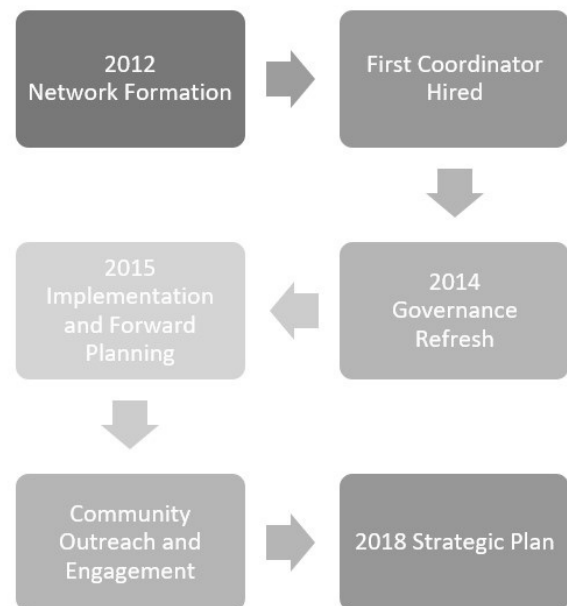 2012
Network Formation
First Coordinator
Hired
2014
Governance
Refresh
2015
Implementation
and Forward
Planning
Community
Outreach and
Engagement
2018 Strategic Plan